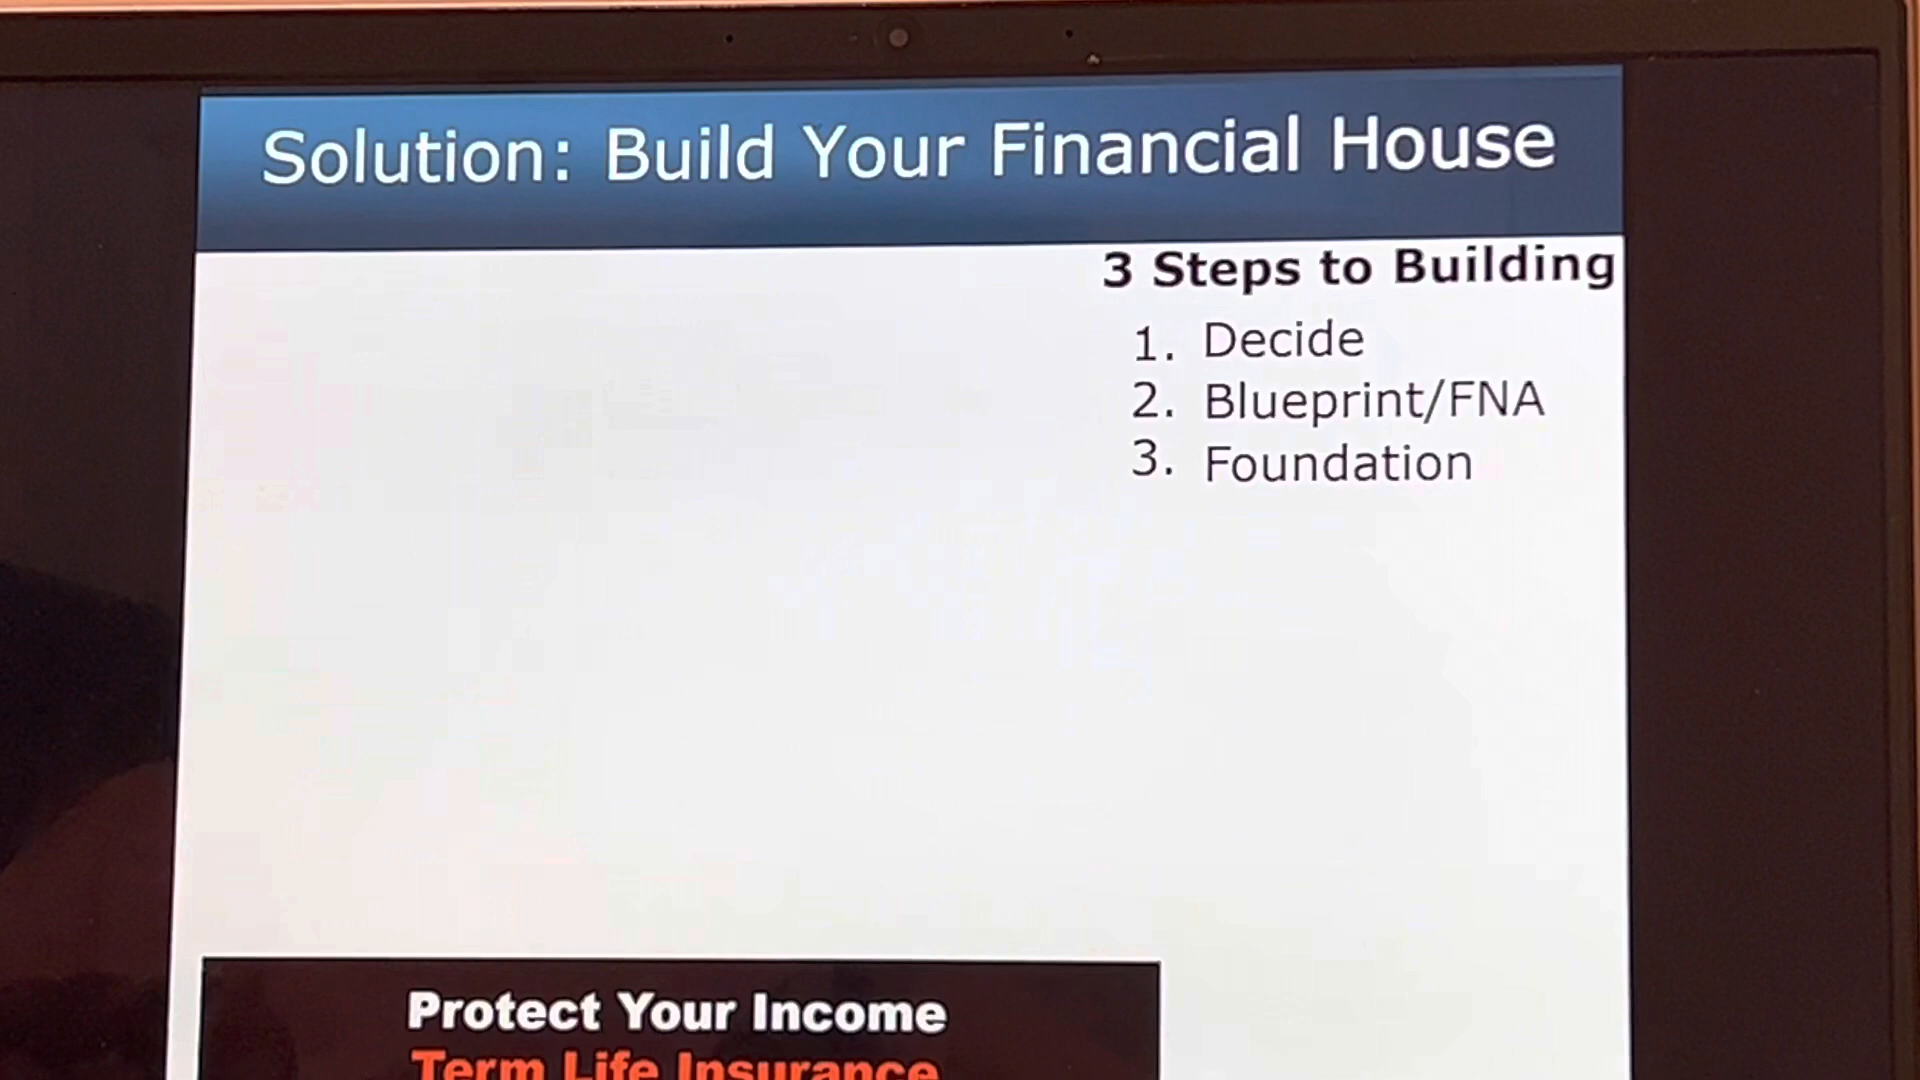 Solution: Build Your Financial House
3 Steps to Building
1. Decide
2. Blueprint/FNA
3. Foundation
Protect Your Income
Term Life Insurance